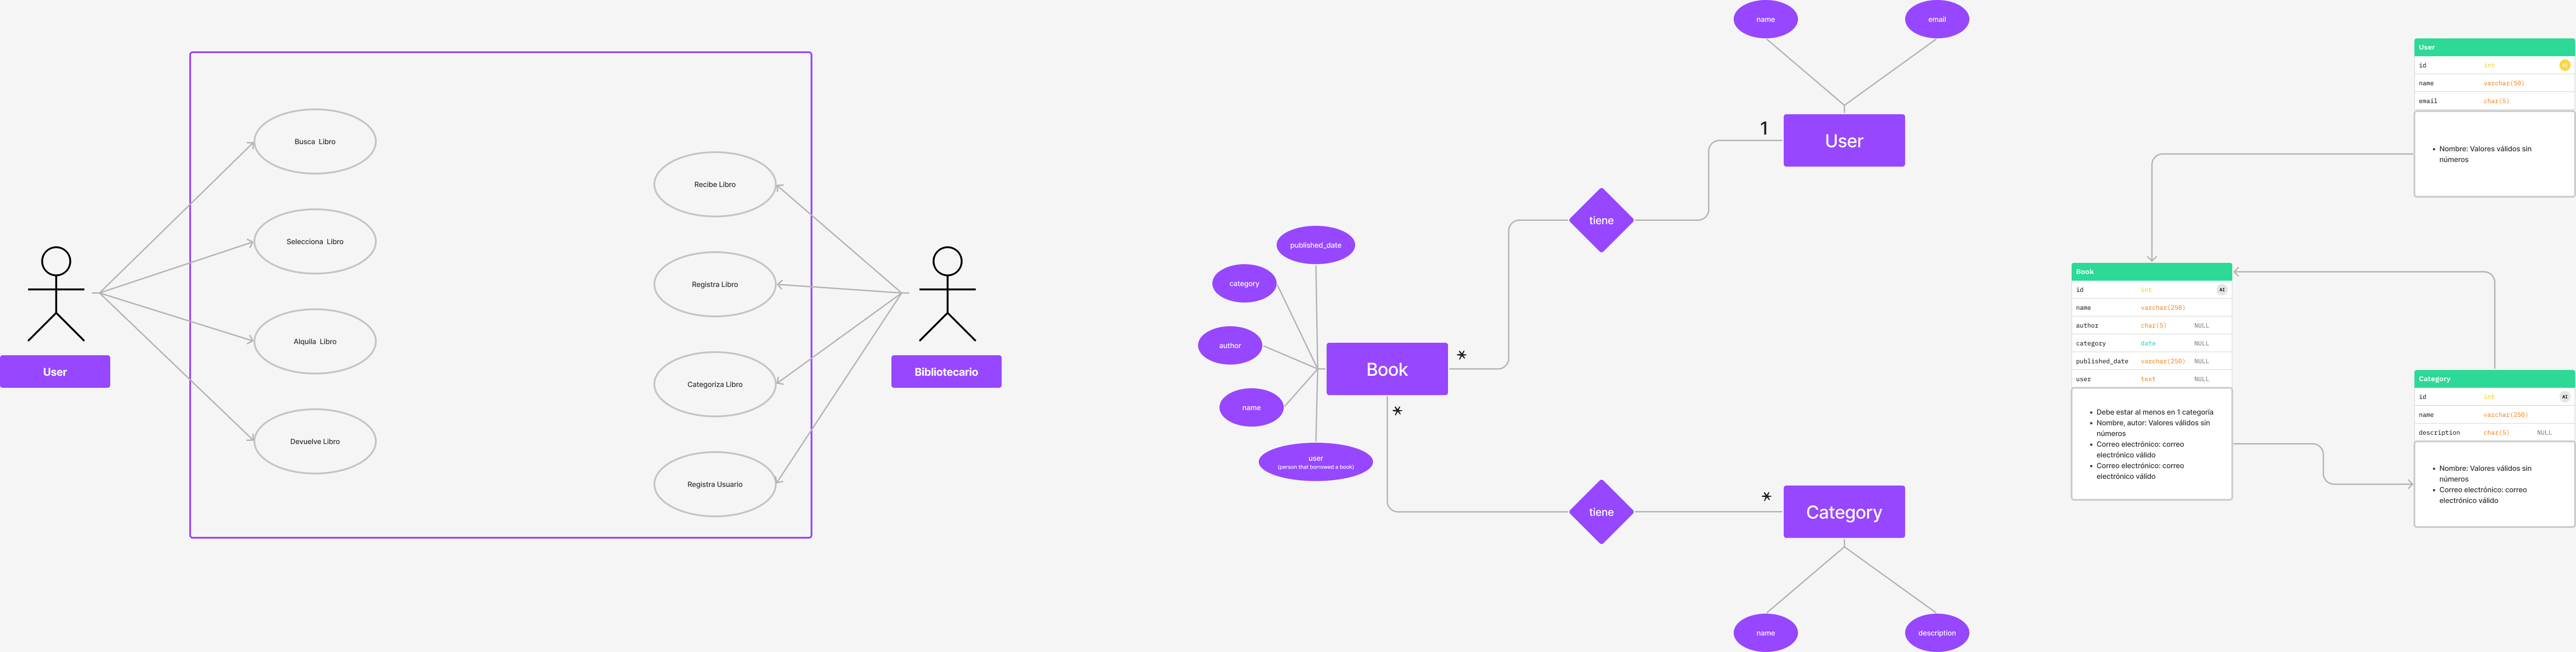 Busca Libro
Selecciona Libro
Alquila Libro
Devuelve Libro
User
Recibe Libro
Registra Libro
Categoriza Libro
Registra Usuario
Bibliotecario
name
email
User
1
tiene
published_date
category
author
name
user
(person that borrowed a book)
Book
*
*
tiene
*
Category
name
description
User
id int
name varchar(50)
email char(5)
Nombre: Valores válidos sin
números
Book
id int AI
name varchar(250)
author char(5) NULL
category date NULL
published_date varchar(250) NULL
user text NULL
Debe estar al menos en 1 categoría
Nombre, autor: Valores válidos sin
números
Correo electrónico: correo
electrónico válido
Correo electrónico: correo
electrónico válido
Category
id int AI
name varchar(250)
description char(5) NULL
Nombre: Valores válidos sin
números
Correo electrónico: correo
electrónico válido